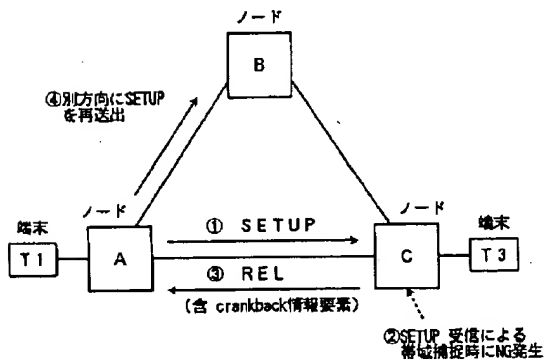 ノード
B
④別方向にSETUP
を再送出
ノード
ノード
端末
端末
T1
A
① SETUP
C
T3
③ REL
(含 crankback情報要素)
②SETUP 受信による
帯域捕捉時にNG発生